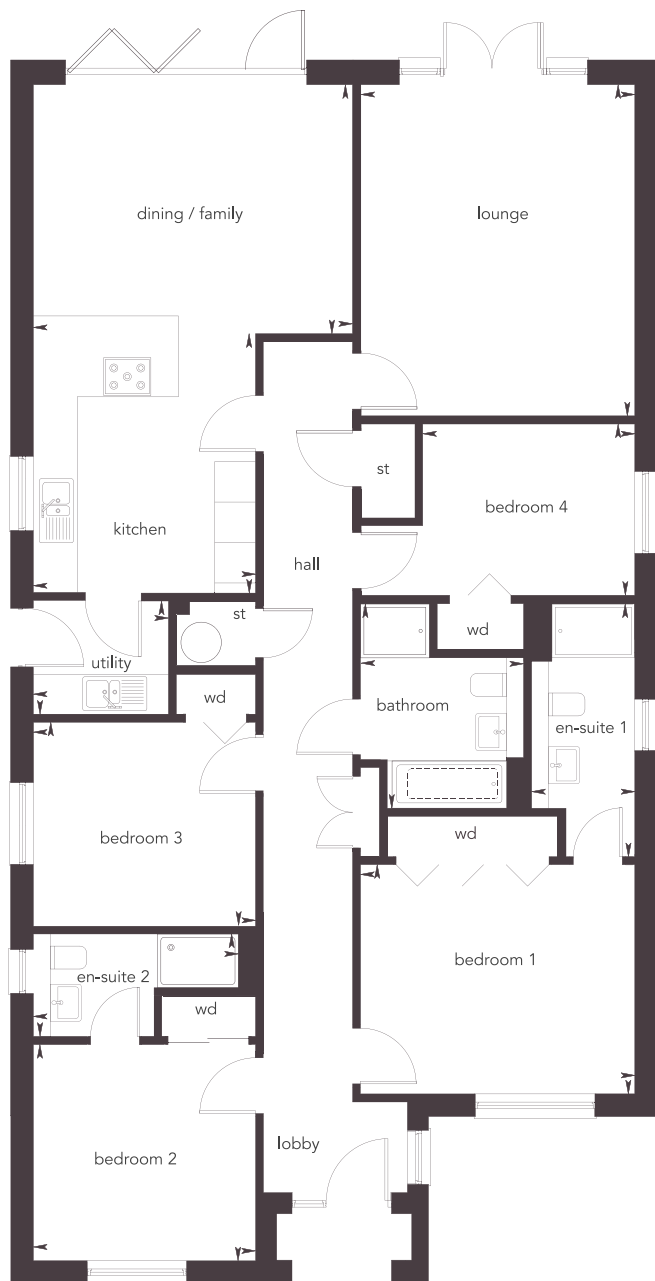 dining / family
lounge
st
bedroom 4
kitchen
hall
st
wd
utility
wd
bathroom
en-suite 1
wd
bedroom 3
bedroom 1
en-suite 2
wd
lobby
bedroom 2